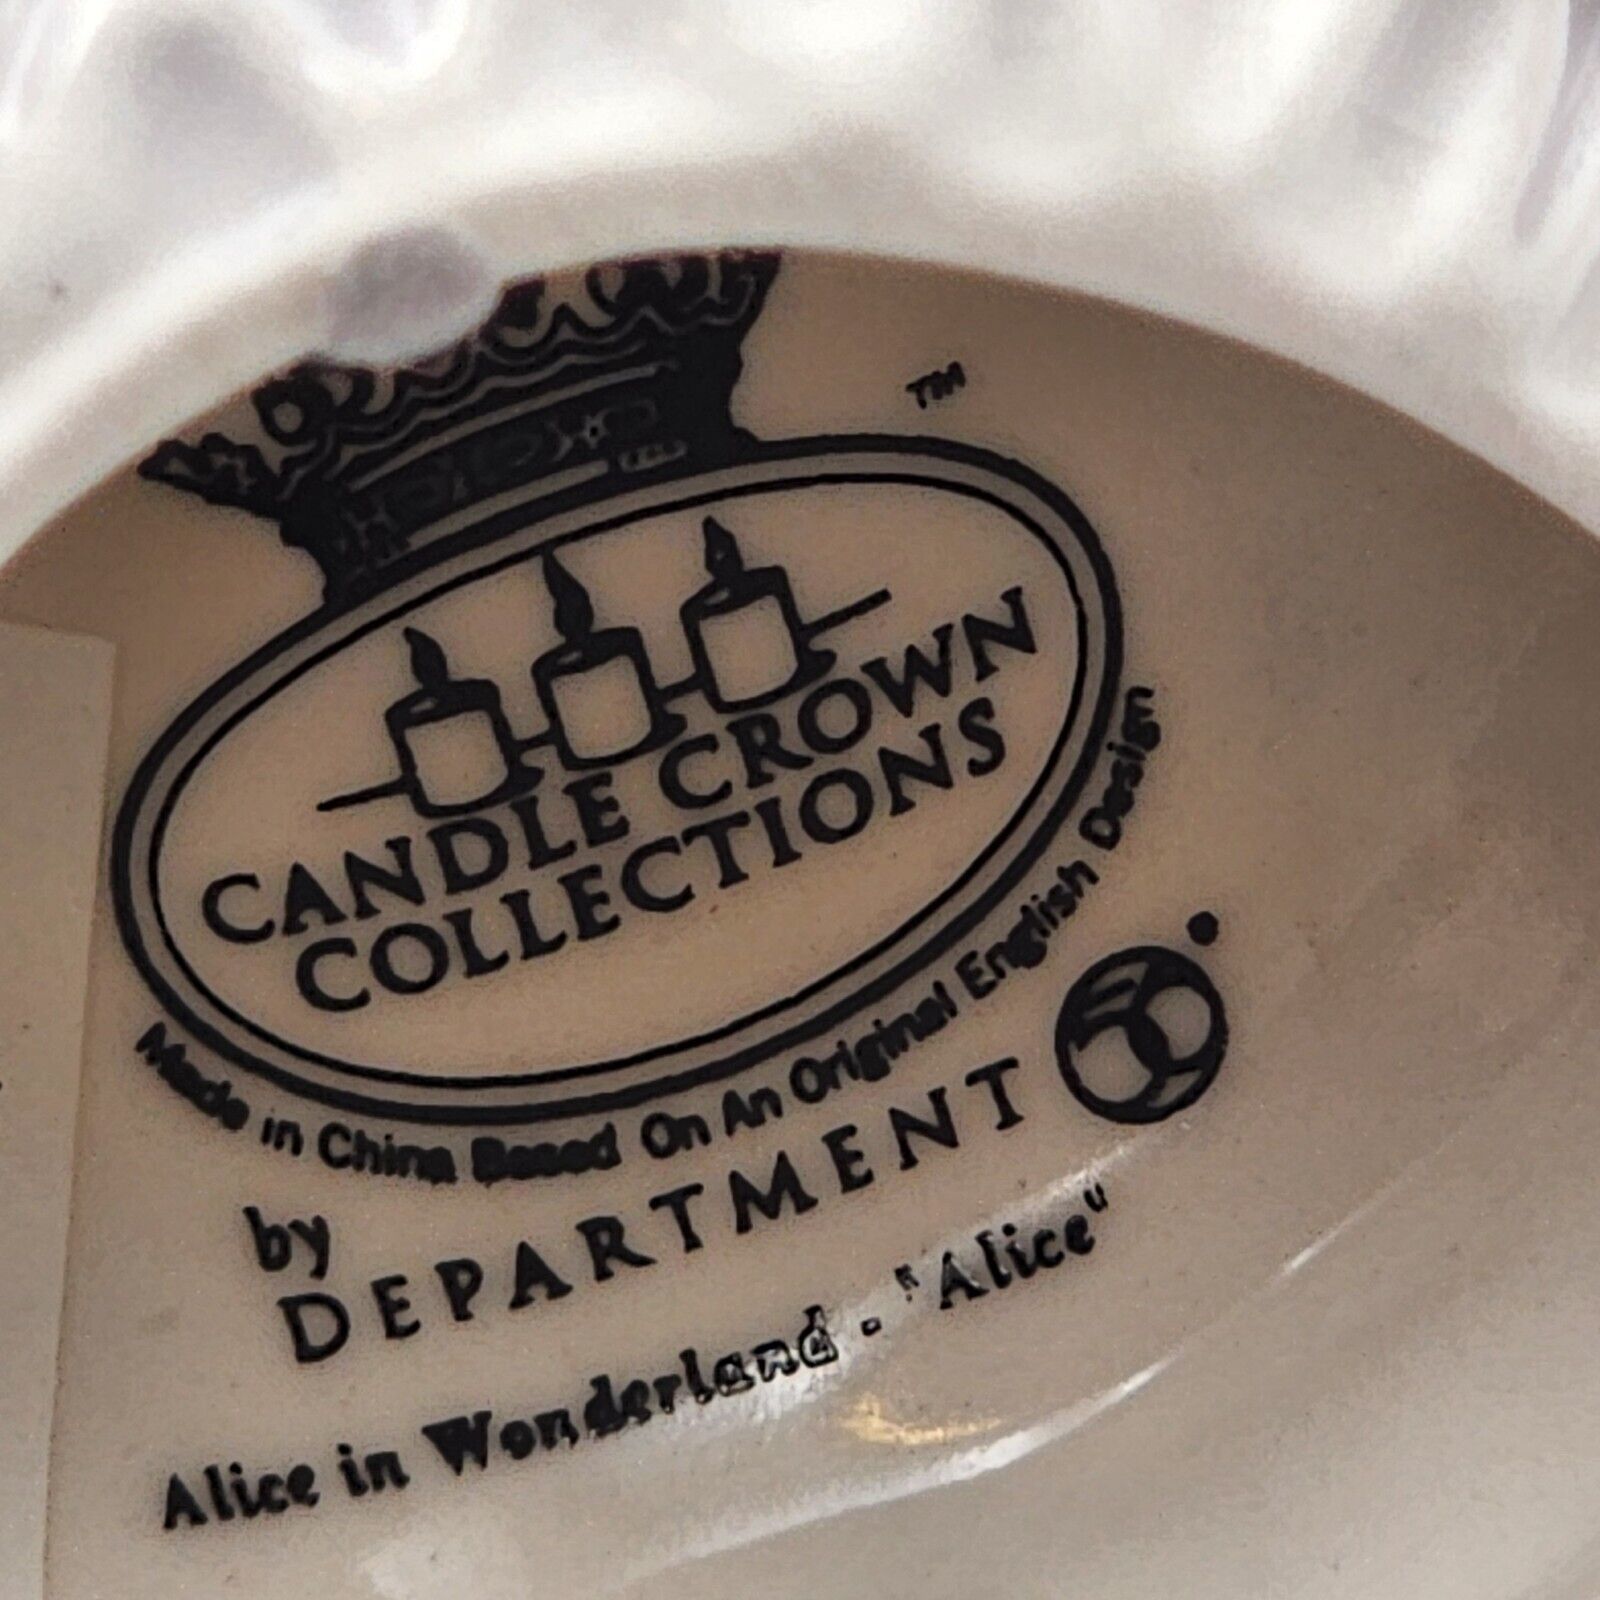 TM
CANDLE CROWN
COLLECTIONS
Made in China Based On An Original English Design
by
DEPARTMENT
Alice in Wonderland - "Alice"